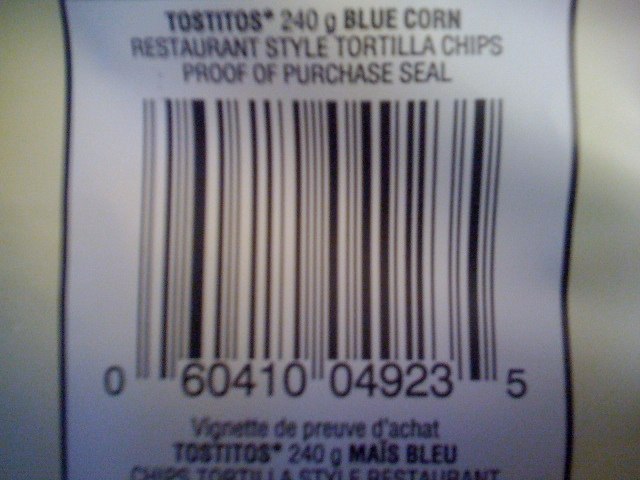 TOSTITOS* 240 g BLUE CORN
RESTAURANT STYLE TORTILLA CHIPS
PROOF OF PURCHASE SEAL
0 60410 04923 5
Vignette de preuve d'achat
TOSTITOS* 240 g MAÏS BLEU
CHIPS TORTILLA STYLE RESTAURANT